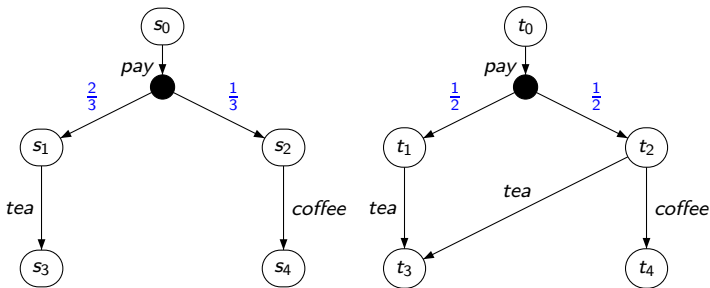 s0 t0
pay pay
2/3 1/3 1/2 1/2
s1 s2 t1 t2
tea coffee tea tea coffee
s3 s4 t3 t4